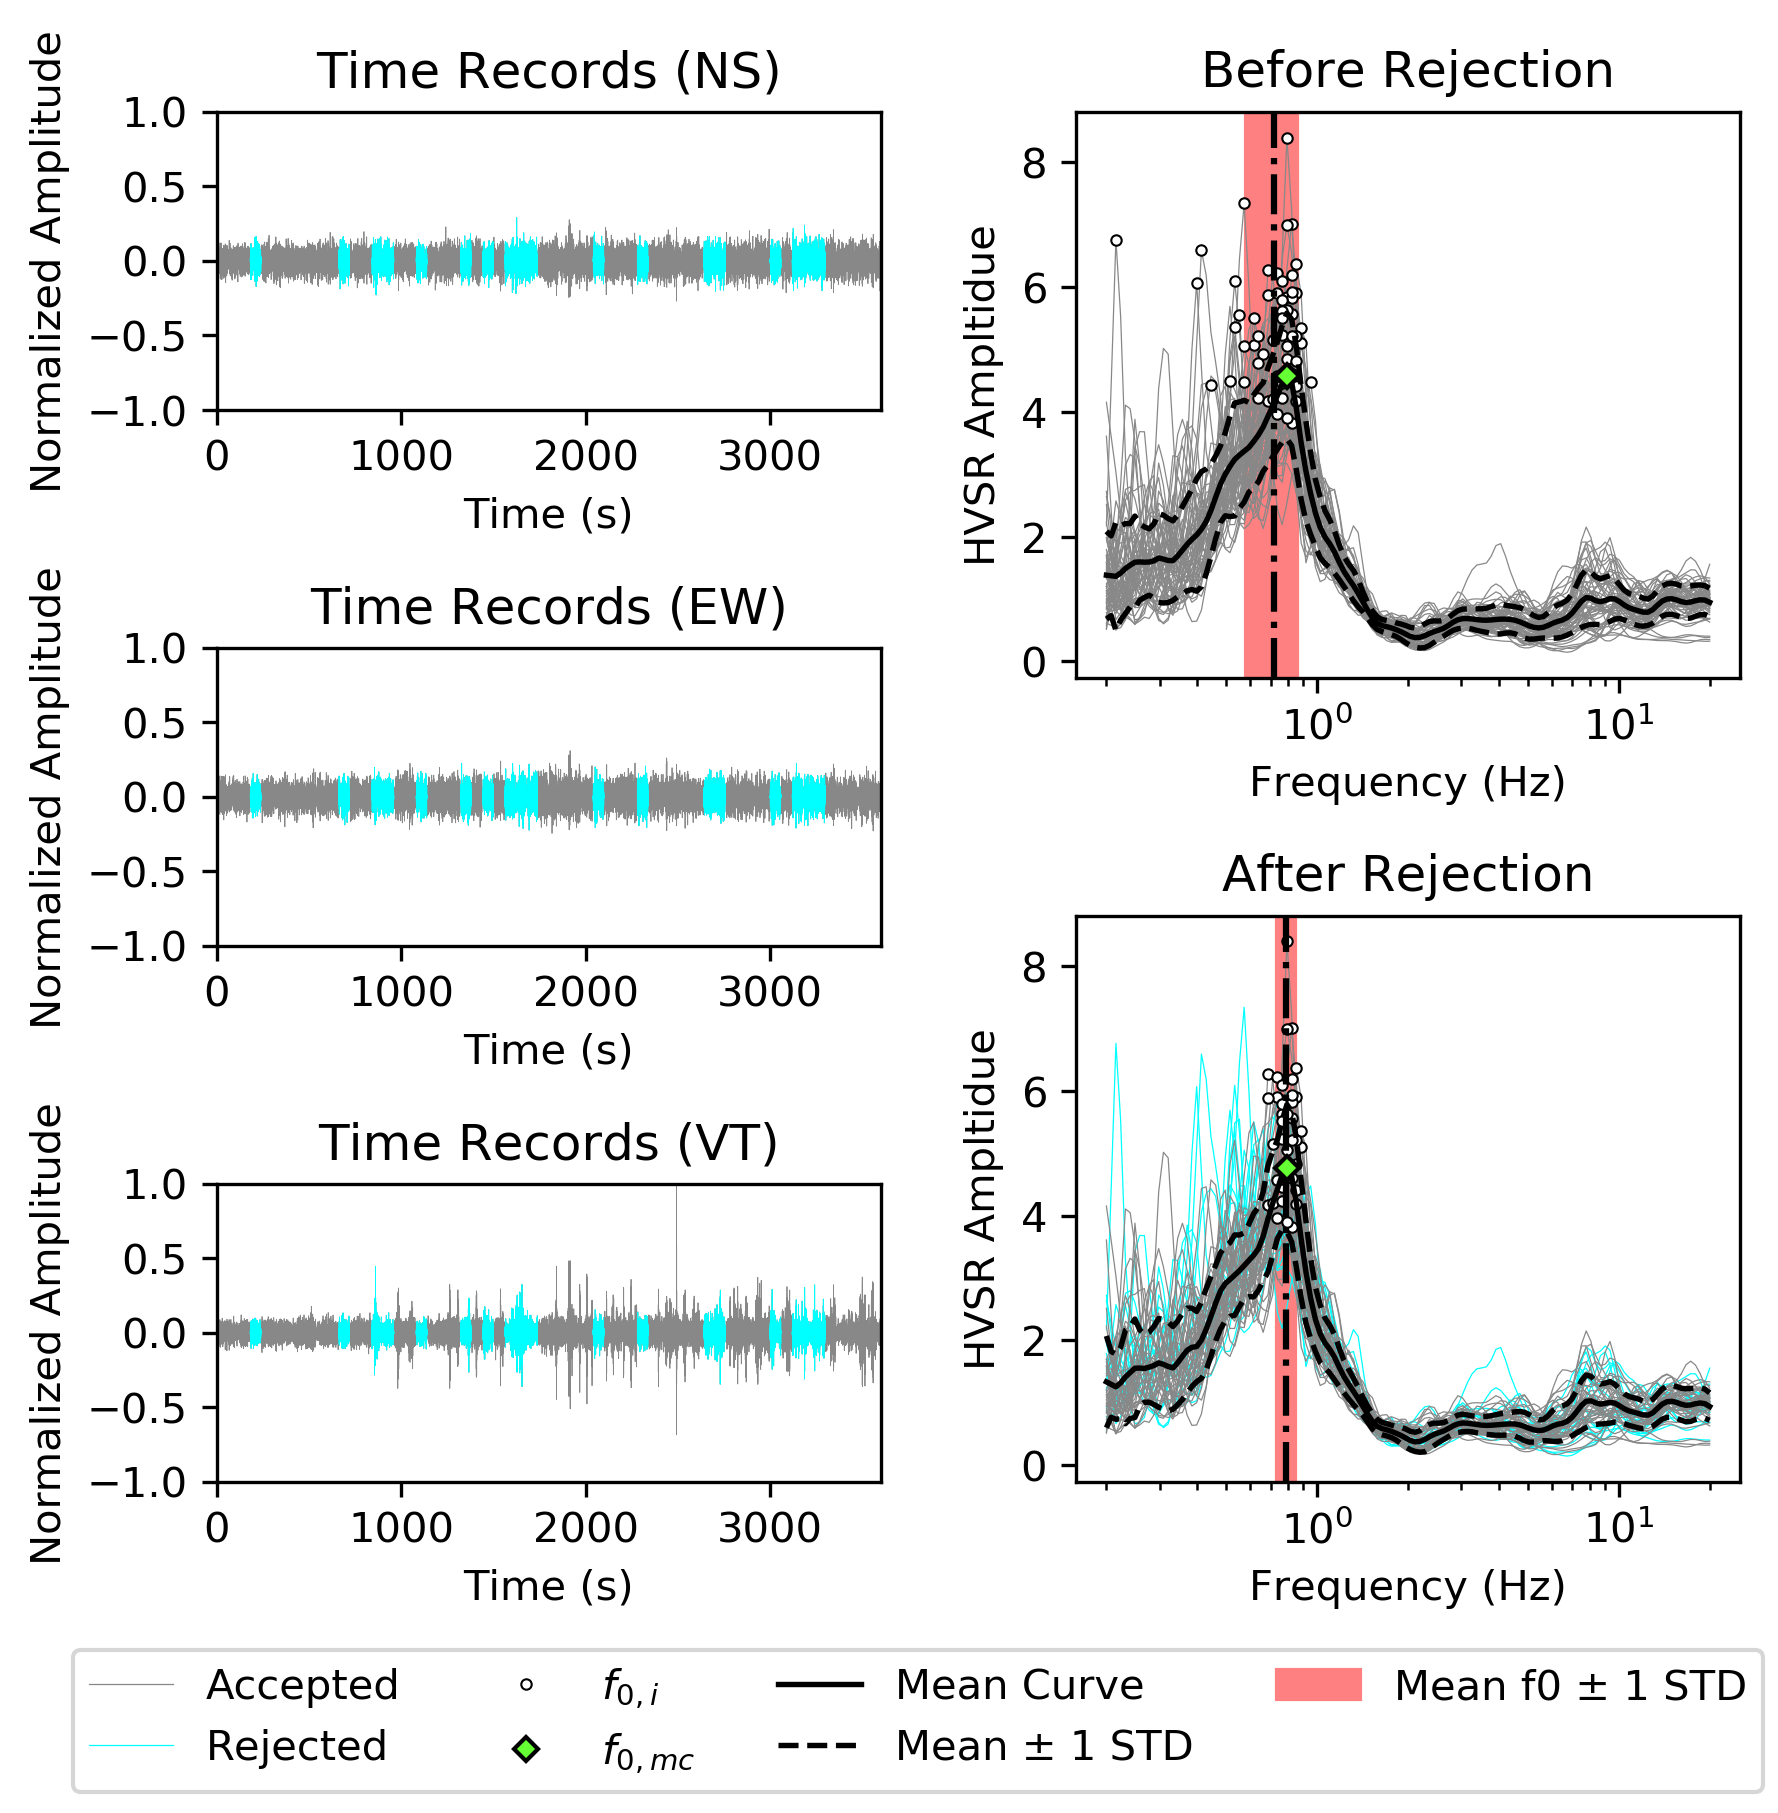 Time Records (NS)
Normalized Amplitude
1.0
0.5
0.0
−0.5
−1.0
0 1000 2000 3000
Time (s)
Time Records (EW)
Normalized Amplitude
1.0
0.5
0.0
−0.5
−1.0
0 1000 2000 3000
Time (s)
Time Records (VT)
Normalized Amplitude
1.0
0.5
0.0
−0.5
−1.0
0 1000 2000 3000
Time (s)
Before Rejection
HVSR Ampltidue
8
6
4
2
0
10⁰ 10¹
Frequency (Hz)
After Rejection
HVSR Ampltidue
8
6
4
2
0
10⁰ 10¹
Frequency (Hz)
Accepted
Rejected
f0,i
f0,mc
Mean Curve
Mean ± 1 STD
Mean f0 ± 1 STD